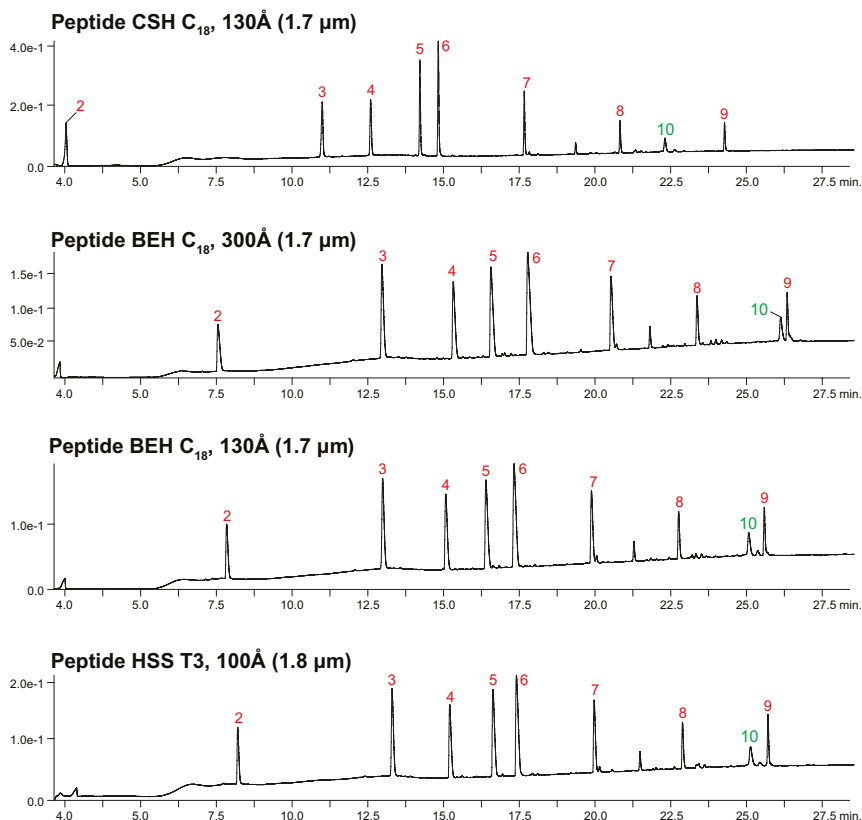 Peptide CSH C₁₈, 130Å (1.7 µm)
4.0e-1
2.0e-1
0.0
2 3 4 5 6 7 8 10 9
4.0 5.0 7.5 10.0 12.5 15.0 17.5 20.0 22.5 25.0 27.5 min.
Peptide BEH C₁₈, 300Å (1.7 µm)
1.5e-1
1.0e-1
5.0e-2
2 3 4 5 6 7 8 10 9
4.0 5.0 7.5 10.0 12.5 15.0 17.5 20.0 22.5 25.0 27.5 min.
Peptide BEH C₁₈, 130Å (1.7 µm)
1.0e-1
0.0
2 3 4 5 6 7 8 10 9
4.0 5.0 7.5 10.0 12.5 15.0 17.5 20.0 22.5 25.0 27.5 min.
Peptide HSS T3, 100Å (1.8 µm)
2.0e-1
1.0e-1
0.0
2 3 4 5 6 7 8 10 9
4.0 5.0 7.5 10.0 12.5 15.0 17.5 20.0 22.5 25.0 27.5 min.